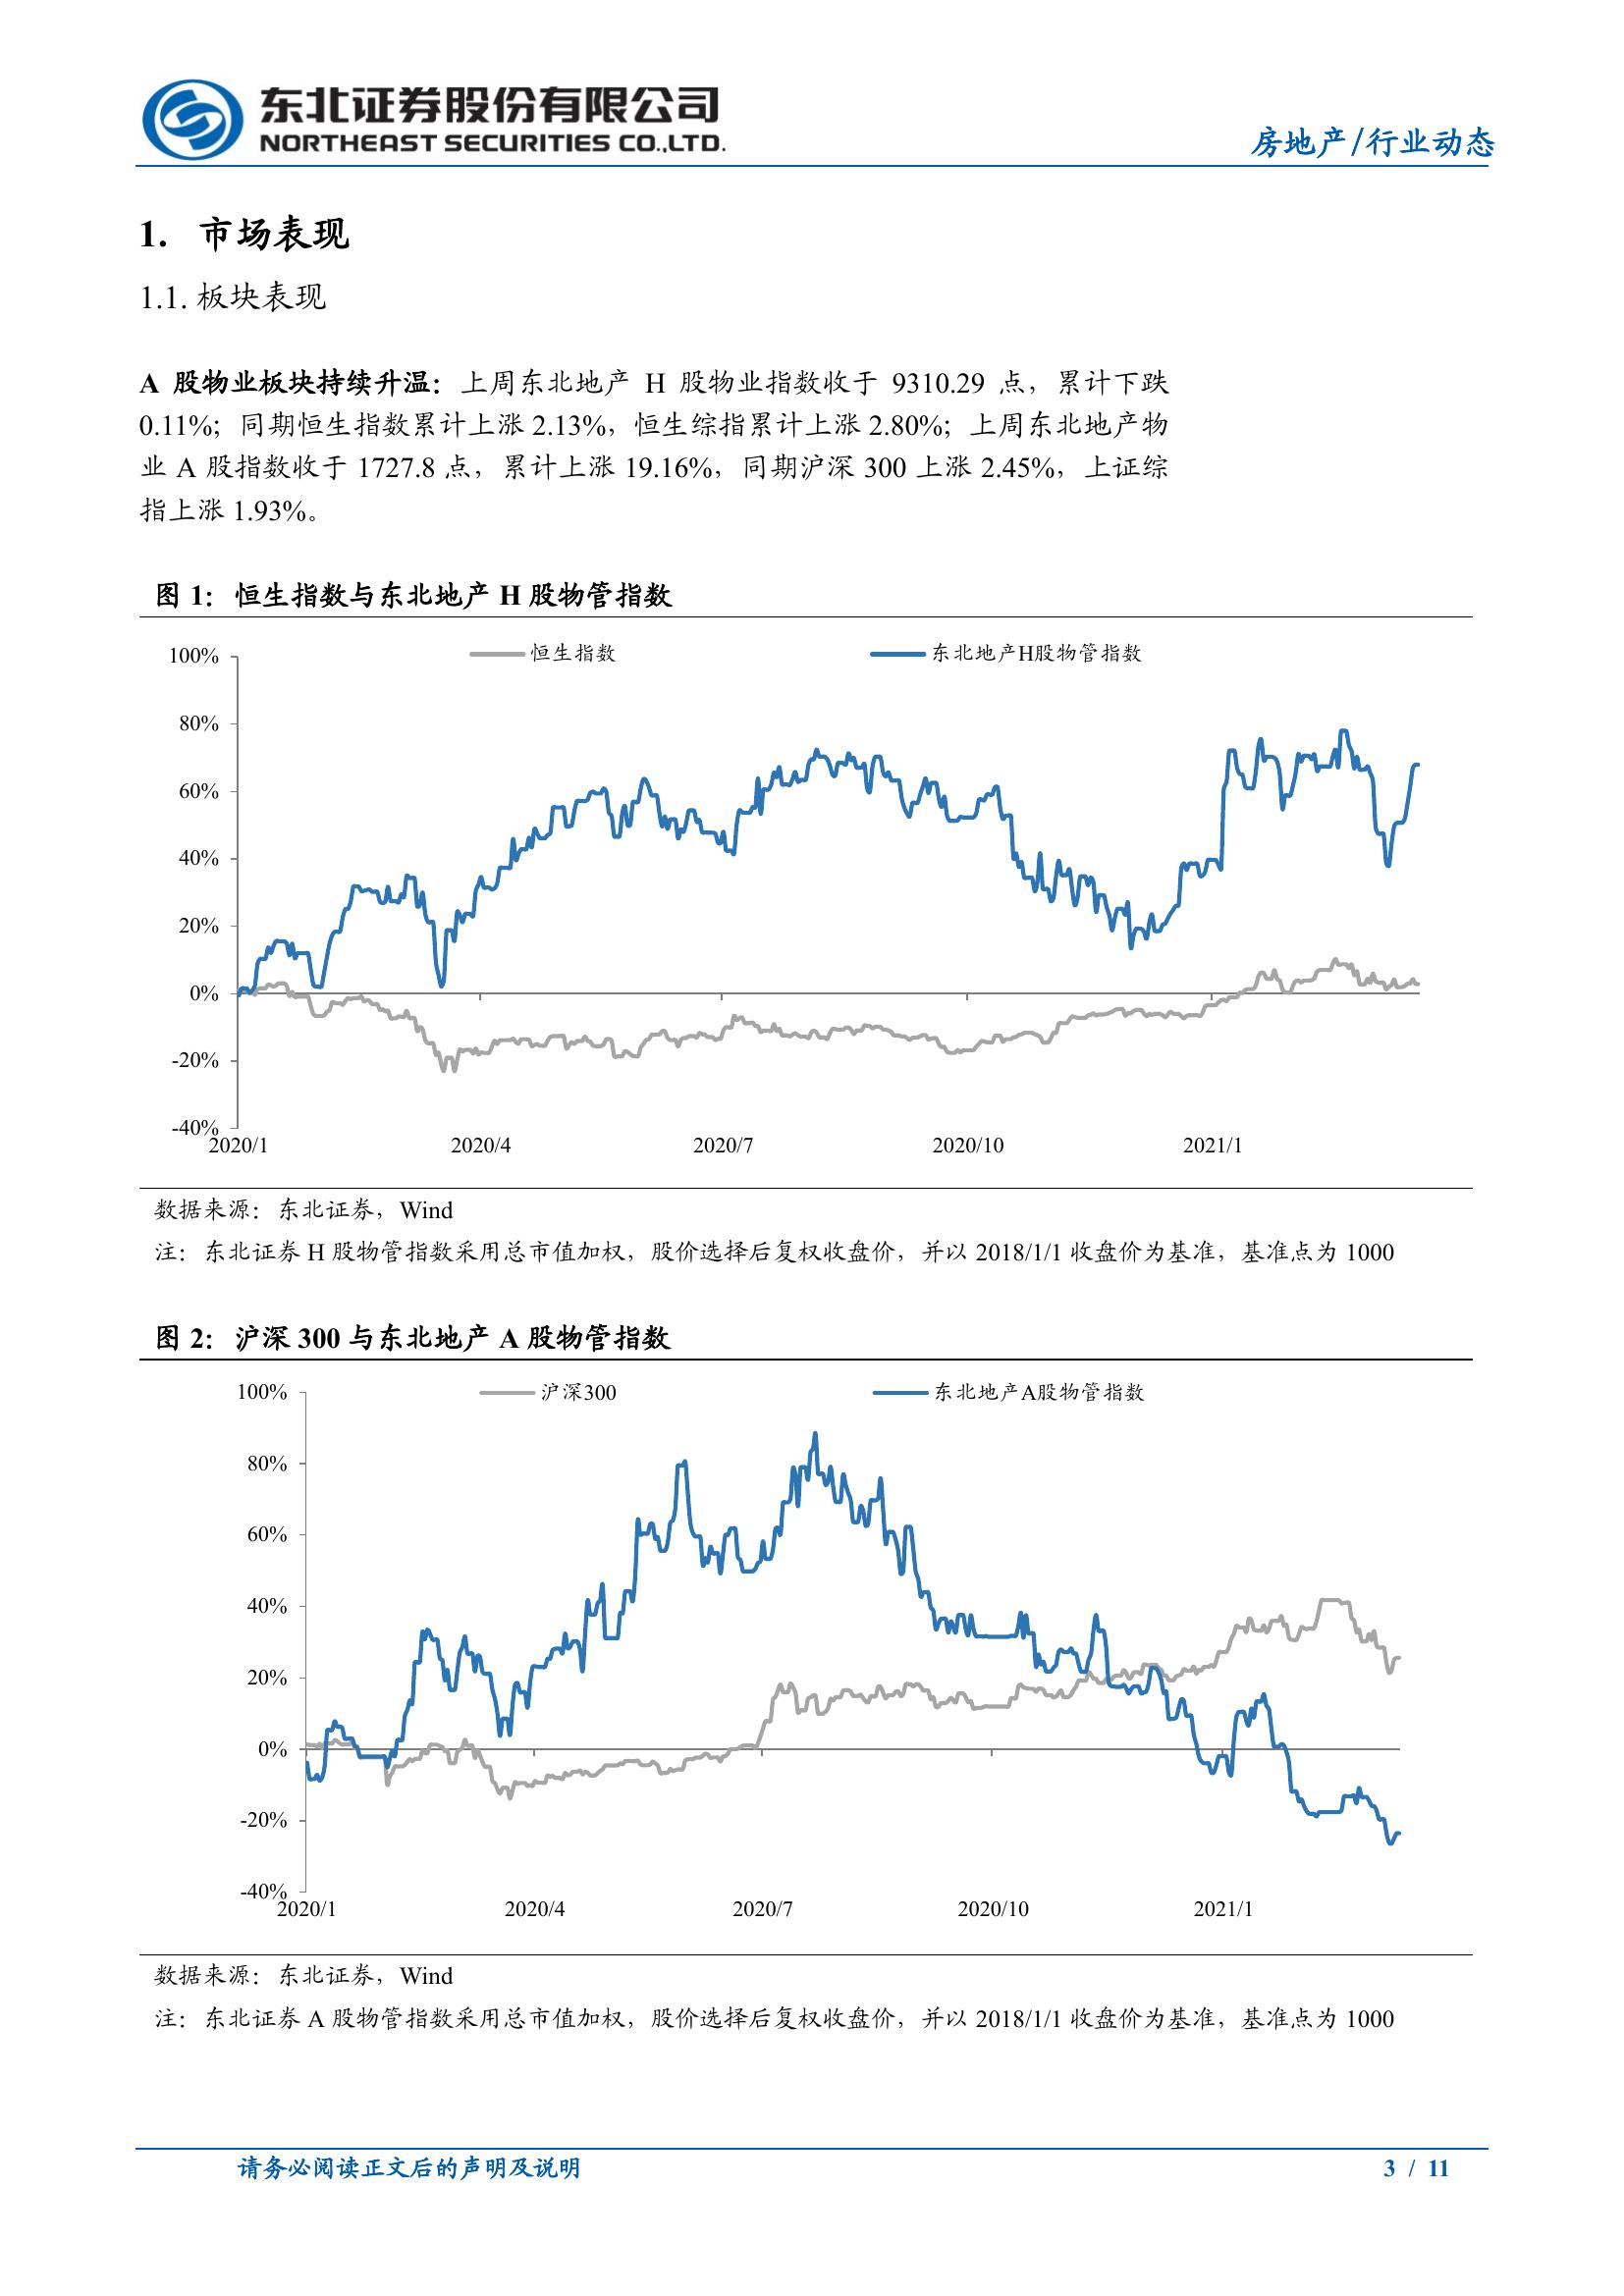 东北证券股份有限公司
NORTHEAST SECURITIES CO.,LTD.
房地产/行业动态
1. 市场表现
1.1. 板块表现
A 股物业板块持续升温：上周东北地产 H 股物业指数收于 9310.29 点，累计下跌
0.11%；同期恒生指数累计上涨 2.13%，恒生综指累计上涨 2.80%；上周东北地产物
业 A 股指数收于 1727.8 点，累计上涨 19.16%，同期沪深 300 上涨 2.45%，上证综
指上涨 1.93%。
图 1：恒生指数与东北地产 H 股物管指数
恒生指数
东北地产H股物管指数
100%
80%
60%
40%
20%
0%
-20%
-40%
2020/1
2020/4
2020/7
2020/10
2021/1
数据来源：东北证券，Wind
注：东北证券 H 股物管指数采用总市值加权，股价选择后复权收盘价，并以 2018/1/1 收盘价为基准，基准点为 1000
图 2：沪深 300 与东北地产 A 股物管指数
沪深300
东北地产A股物管指数
100%
80%
60%
40%
20%
0%
-20%
-40%
2020/1
2020/4
2020/7
2020/10
2021/1
数据来源：东北证券，Wind
注：东北证券 A 股物管指数采用总市值加权，股价选择后复权收盘价，并以 2018/1/1 收盘价为基准，基准点为 1000
请务必阅读正文后的声明及说明
3 / 11